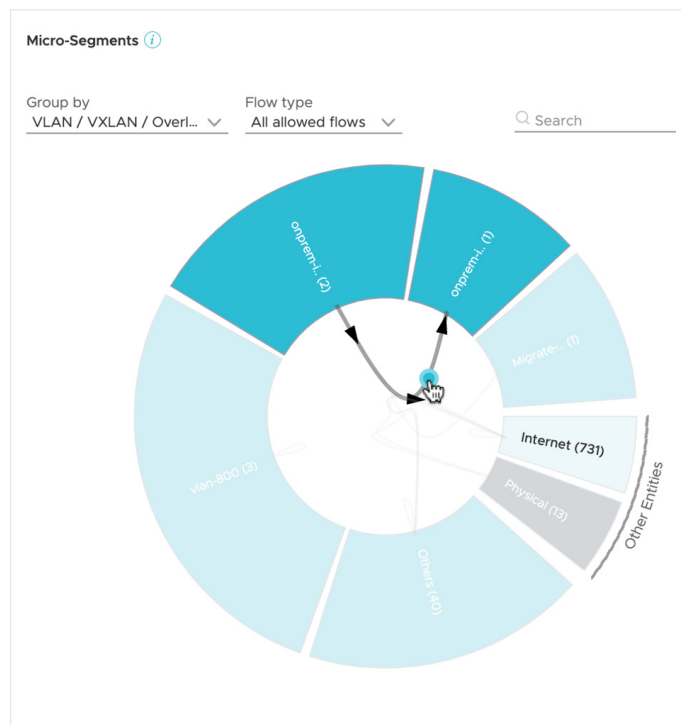 Micro-Segments i
Group by
VLAN / VXLAN / Overl...
Flow type
All allowed flows
Search
onprem-i.. (2)
onprem-i.. (1)
Migrate-.. (1)
Internet (731)
Physical (13)
Other Entities
Others (40)
vlan-800 (3)